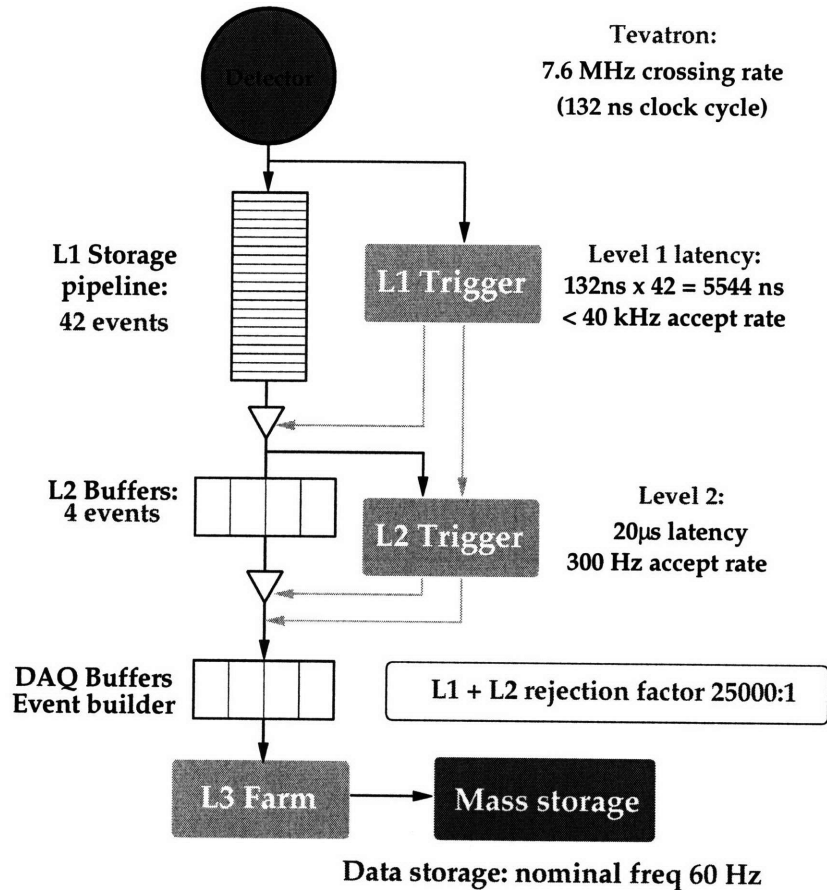 Detector
Tevatron:
7.6 MHz crossing rate
(132 ns clock cycle)
L1 Storage
pipeline:
42 events
L1 Trigger
Level 1 latency:
132ns x 42 = 5544 ns
< 40 kHz accept rate
L2 Buffers:
4 events
L2 Trigger
Level 2:
20μs latency
300 Hz accept rate
DAQ Buffers
Event builder
L1 + L2 rejection factor 25000:1
L3 Farm
Mass storage
Data storage: nominal freq 60 Hz